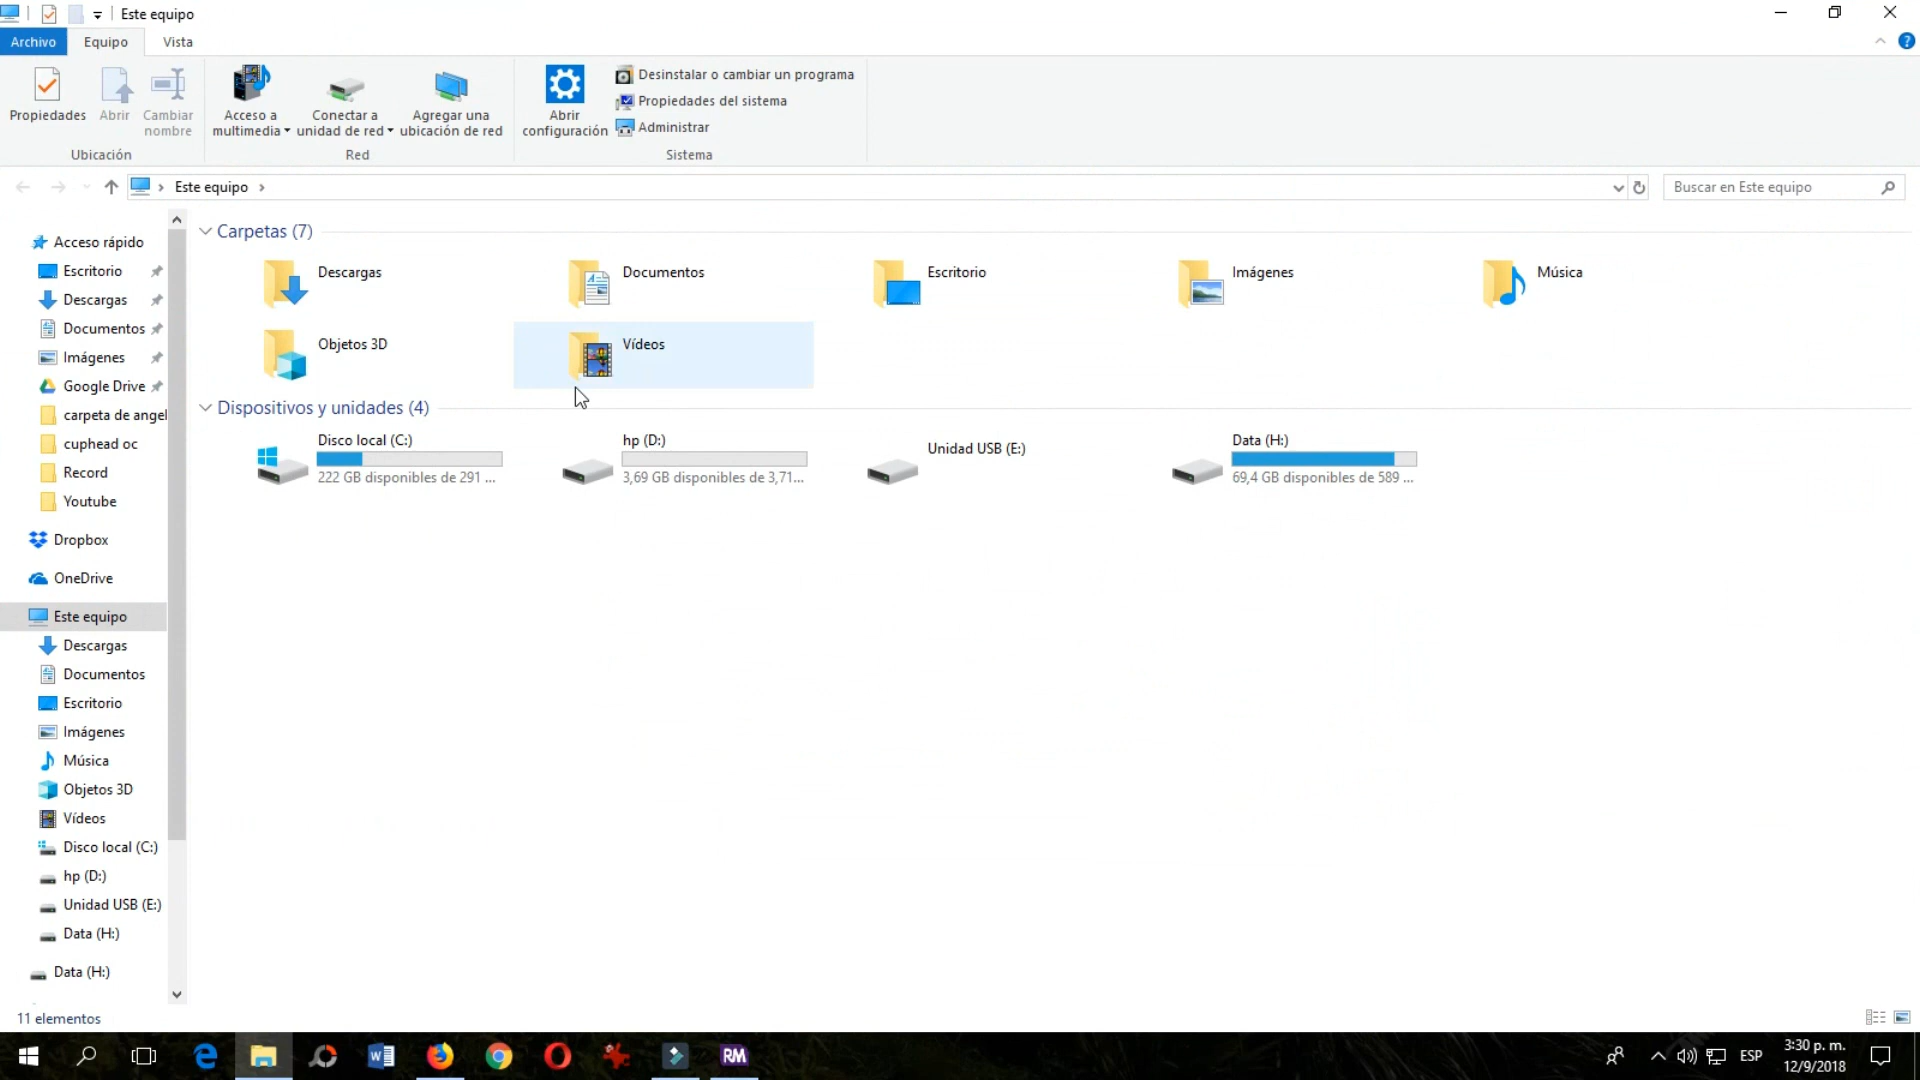 Este equipo
Archivo Equipo Vista
Propiedades Abrir Cambiar nombre
Ubicación
Acceso a multimedia Conectar a unidad de red Agregar una ubicación de red
Red
Abrir configuración
Desinstalar o cambiar un programa
Propiedades del sistema
Administrar
Sistema
Este equipo
Buscar en Este equipo
Acceso rápido
Escritorio
Descargas
Documentos
Imágenes
Google Drive
carpeta de angel
cuphead oc
Record
Youtube
Dropbox
OneDrive
Este equipo
Descargas
Documentos
Escritorio
Imágenes
Música
Objetos 3D
Vídeos
Disco local (C:)
hp (D:)
Unidad USB (E:)
Data (H:)
Data (H:)
Carpetas (7)
Descargas Documentos Escritorio Imágenes Música
Objetos 3D Vídeos
Dispositivos y unidades (4)
Disco local (C:)
222 GB disponibles de 291 ...
hp (D:)
3,69 GB disponibles de 3,71...
Unidad USB (E:)
Data (H:)
69,4 GB disponibles de 589 ...
11 elementos
RM
ESP
3:30 p. m.
12/9/2018